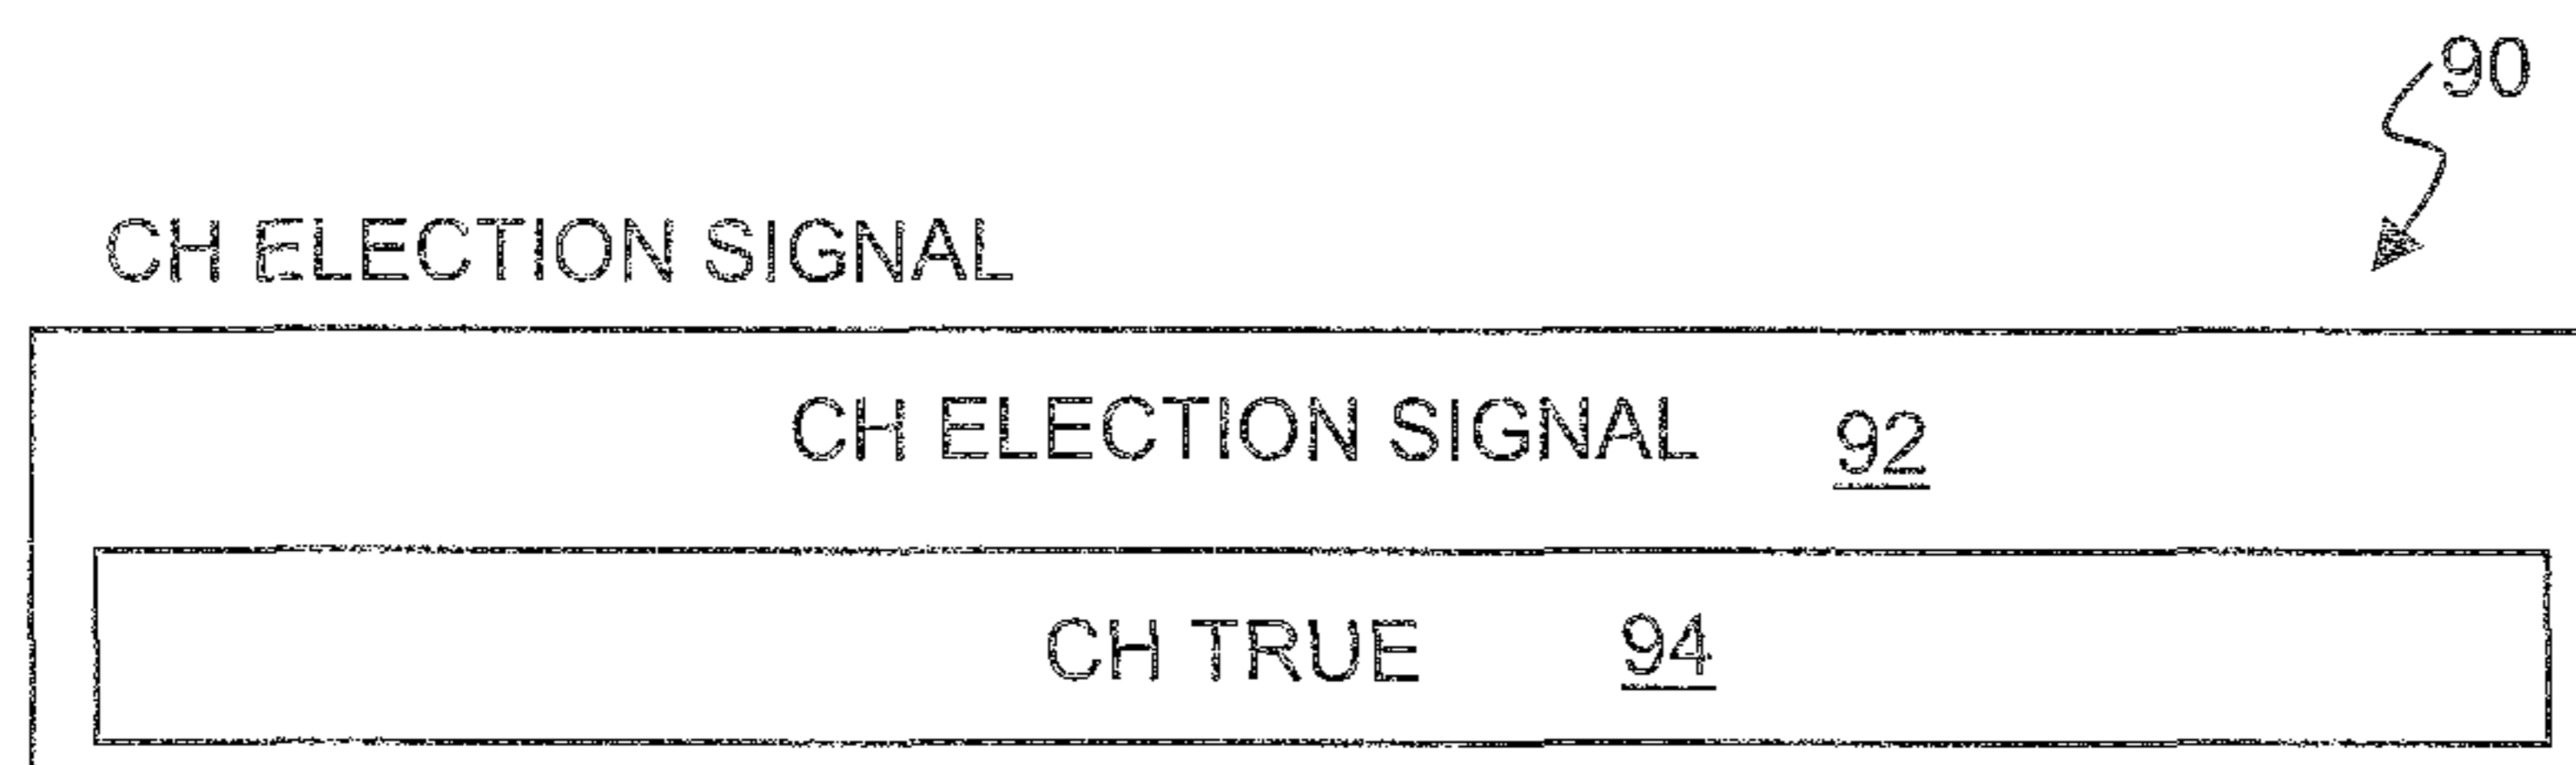 90
CH ELECTION SIGNAL
CH ELECTION SIGNAL 92
CH TRUE 94